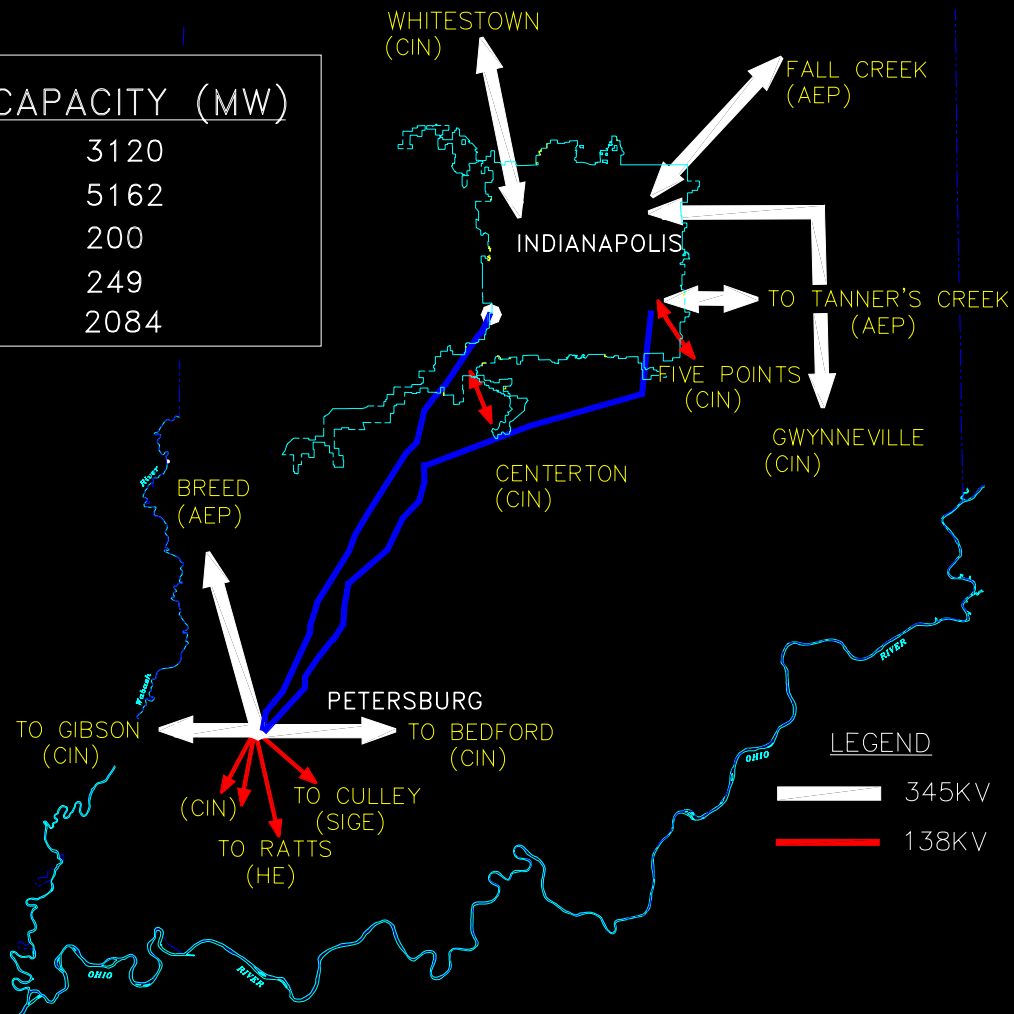 WHITESTOWN
(CIN)
FALL CREEK
(AEP)
CAPACITY (MW)
3120
5162
200
249
2084
INDIANAPOLIS
TO TANNER'S CREEK
(AEP)
FIVE POINTS
(CIN)
GWYNNEVILLE
(CIN)
CENTERTON
(CIN)
River
BREED
(AEP)
RIVER
Wabash
PETERSBURG
TO GIBSON
(CIN)
TO BEDFORD
(CIN)
OHIO
LEGEND
345KV
138KV
(CIN)
TO CULLEY
(SIGE)
TO RATTS
(HE)
OHIO
RIVER